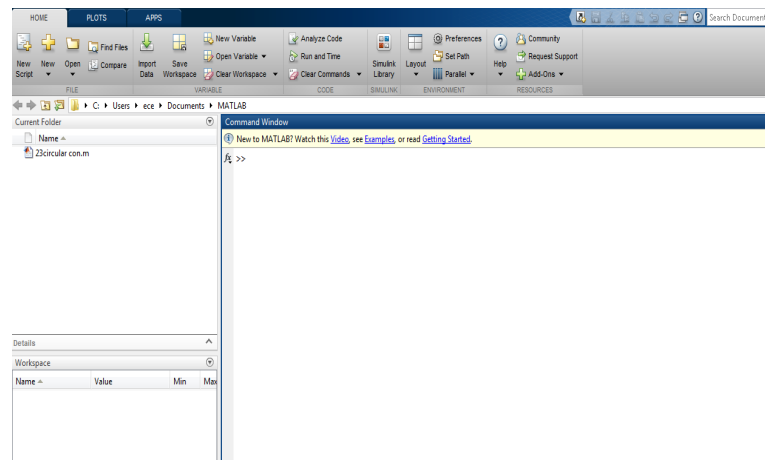 HOME PLOTS APPS Search Document
New Script
New
Open
Find Files
Compare
FILE
Import Data
Save Workspace
New Variable
Open Variable
Clear Workspace
VARIABLE
Analyze Code
Run and Time
Clear Commands
CODE
Simulink Library
SIMULINK
Layout
Preferences
Set Path
Parallel
ENVIRONMENT
Help
Community
Request Support
Add-Ons
RESOURCES
C: Users ece Documents MATLAB
Current Folder
Name
23circular con.m
Details
Workspace
Name Value Min Max
Command Window
New to MATLAB? Watch this Video, see Examples, or read Getting Started.
fx >>